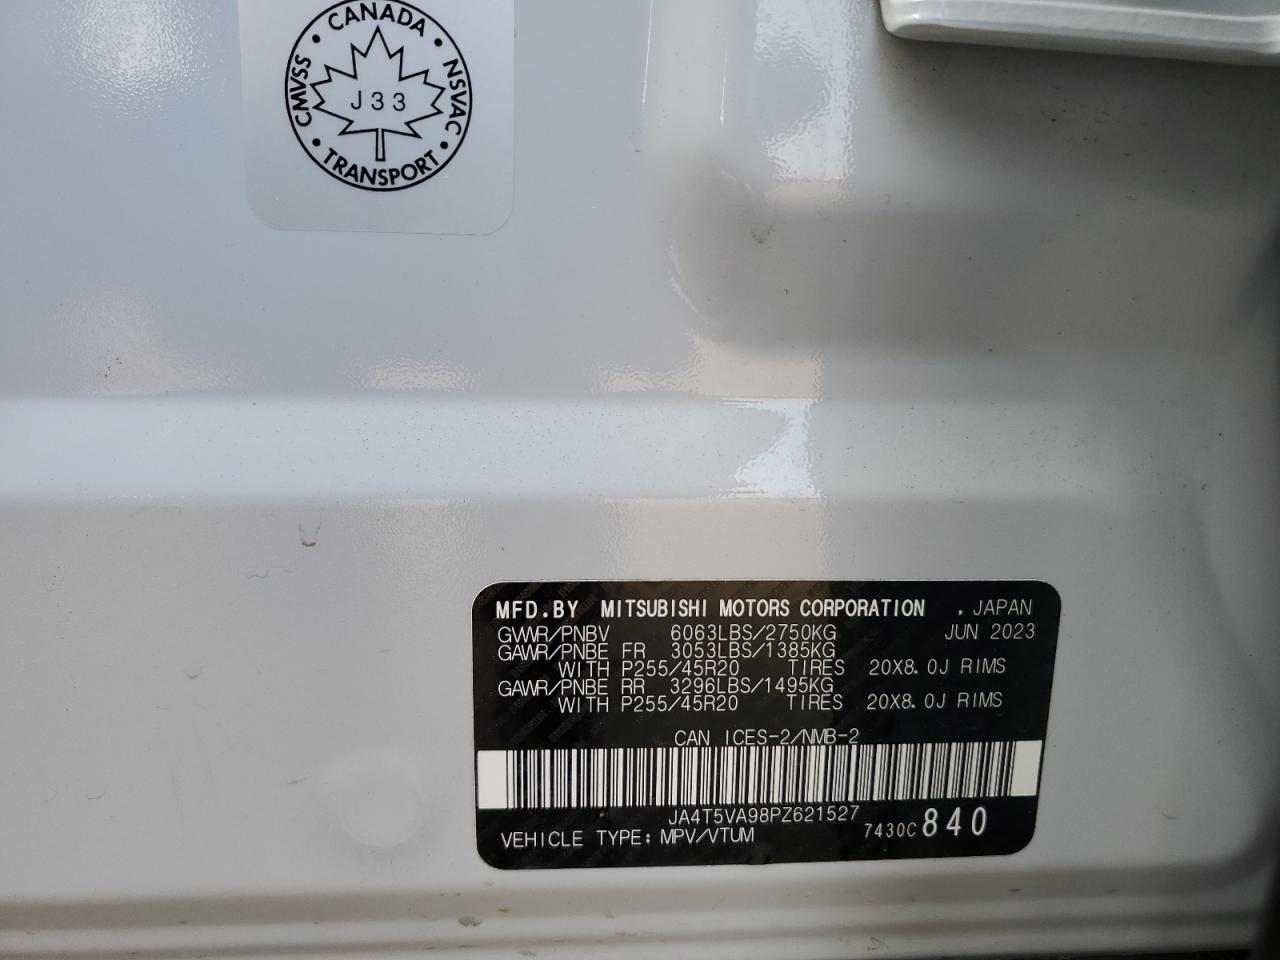 • CANADA •
CMVSS • NSVAC •
J33
TRANSPORT
MFD.BY MITSUBISHI MOTORS CORPORATION . JAPAN
GVWR/PNBV 6063LBS/2750KG JUN 2023
GAWR/PNBE FR 3053LBS/1385KG
WITH P255/45R20 TIRES 20X8.0J RIMS
GAWR/PNBE RR 3296LBS/1495KG
WITH P255/45R20 TIRES 20X8.0J RIMS
CAN ICES-2/NMB-2
JA4T5VA98PZ621527
VEHICLE TYPE: MPV/VTUM 7430C 840